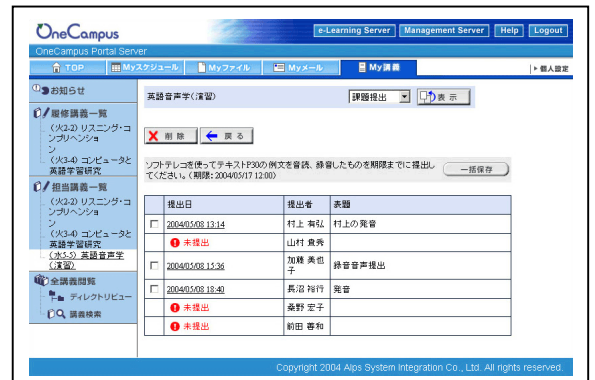 OneCampus
e-Learning Server Management Server Help Logout
OneCampus Portal Server
TOP Myスケジュール Myファイル Myメール My講義 個人設定
お知らせ
履修講義一覧
(火2-2) リスニング・コ
ンプリヘンショ
ン
(火3-4) コンピュータと
英語学習研究
担当講義一覧
(火2-2) リスニング・コ
ンプリヘンショ
ン
(火3-4) コンピュータと
英語学習研究
(水5-5) 英語音声学
(演習)
全講義閲覧
ディレクトリビュー
講義検索
英語音声学(演習) 課題提出 表示
削除 戻る
ソフトテレコを使ってテキストP30の例文を音読、録音したものを期限までに提出し
てください。(期限:2004/05/17 12:00)
一括保存
提出日 提出者 表題
2004/05/08 13:14 村上 有弘 村上の発音
未提出 山村 貴秀
2004/05/08 15:36 加藤 美也
子 録音音声提出
2004/05/08 18:40 長沼 裕行 発音
未提出 桑野 宏子
未提出 前田 善和
Copyright 2004 Alps System Integration Co., Ltd. All rights reserved.